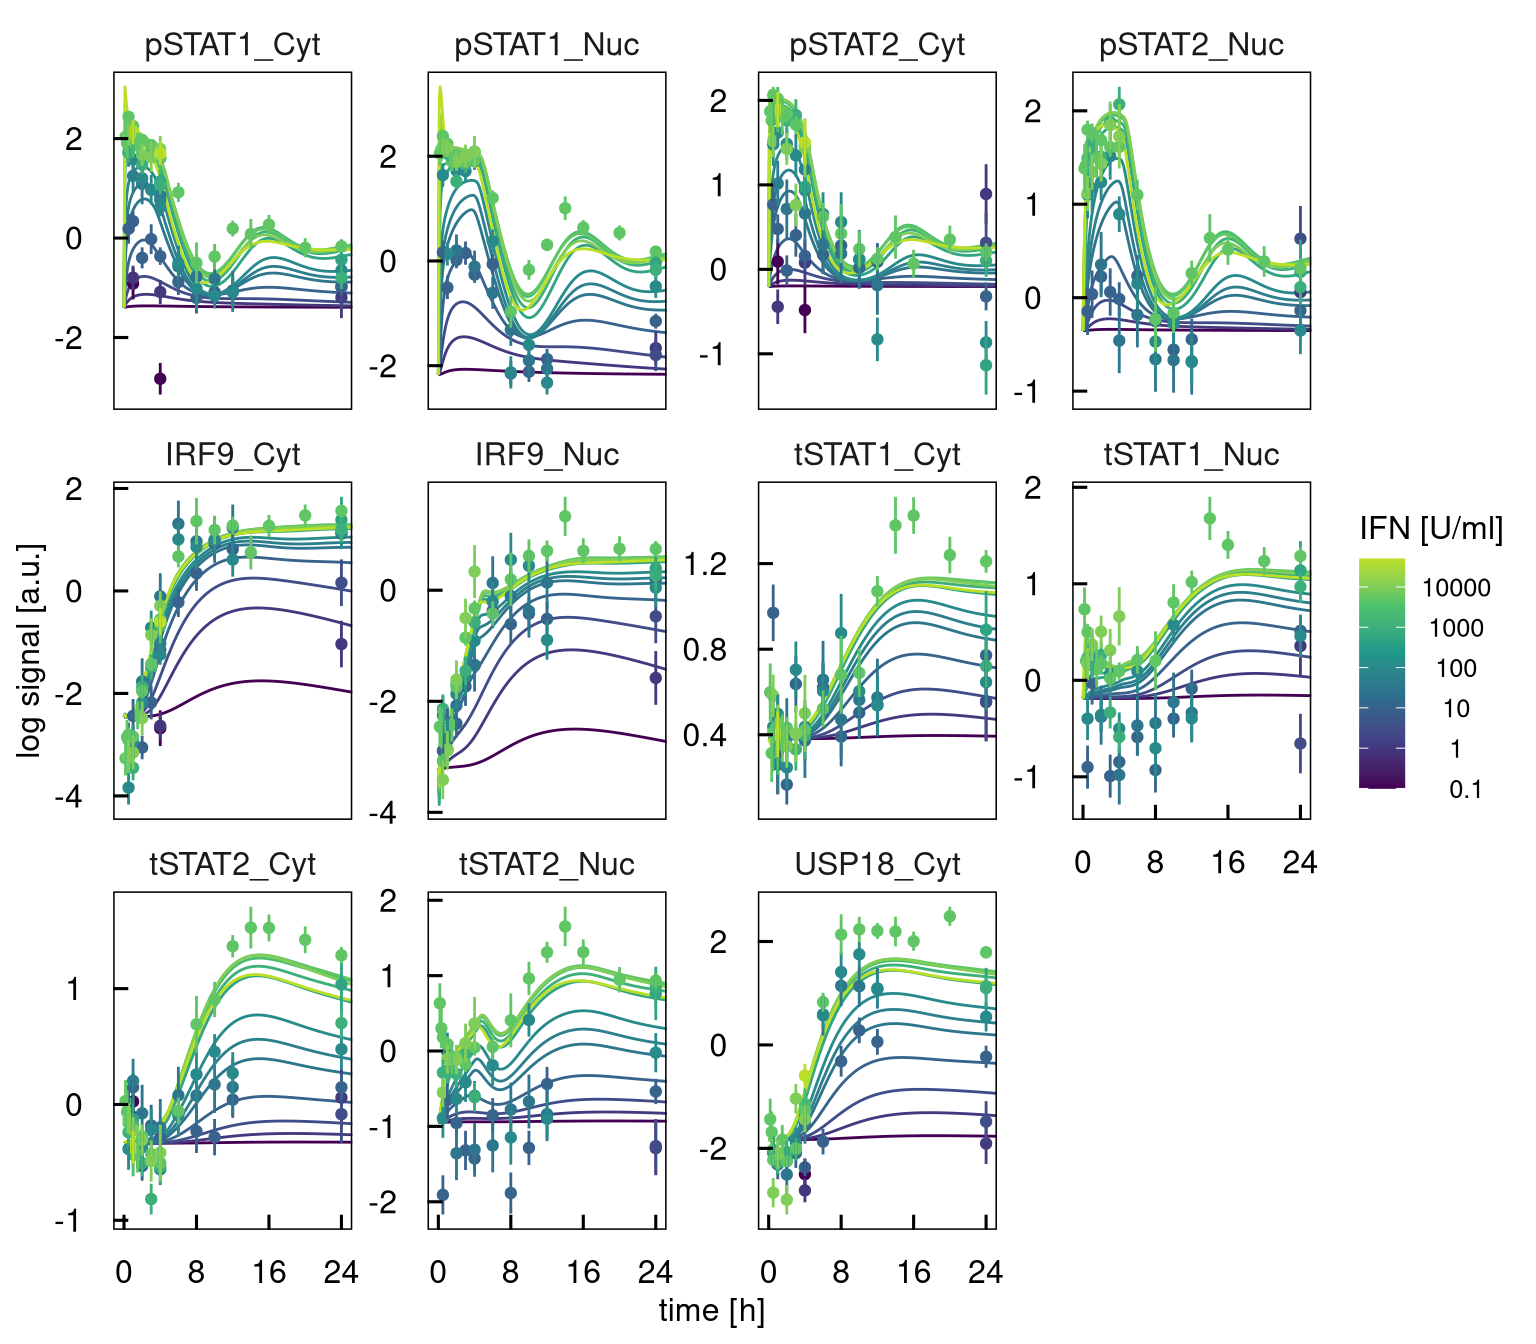 pSTAT1_Cyt
pSTAT1_Nuc
pSTAT2_Cyt
pSTAT2_Nuc
2
0
-2
2
0
-2
2
1
0
-1
2
1
0
-1
IRF9_Cyt
IRF9_Nuc
tSTAT1_Cyt
tSTAT1_Nuc
2
0
-2
-4
0
-2
-4
1.2
0.8
0.4
2
1
0
-1
0 8 16 24
tSTAT2_Cyt
tSTAT2_Nuc
USP18_Cyt
1
0
-1
2
1
0
-1
-2
2
0
-2
0 8 16 24
0 8 16 24
0 8 16 24
time [h]
log signal [a.u.]
IFN [U/ml]
10000
1000
100
10
1
0.1